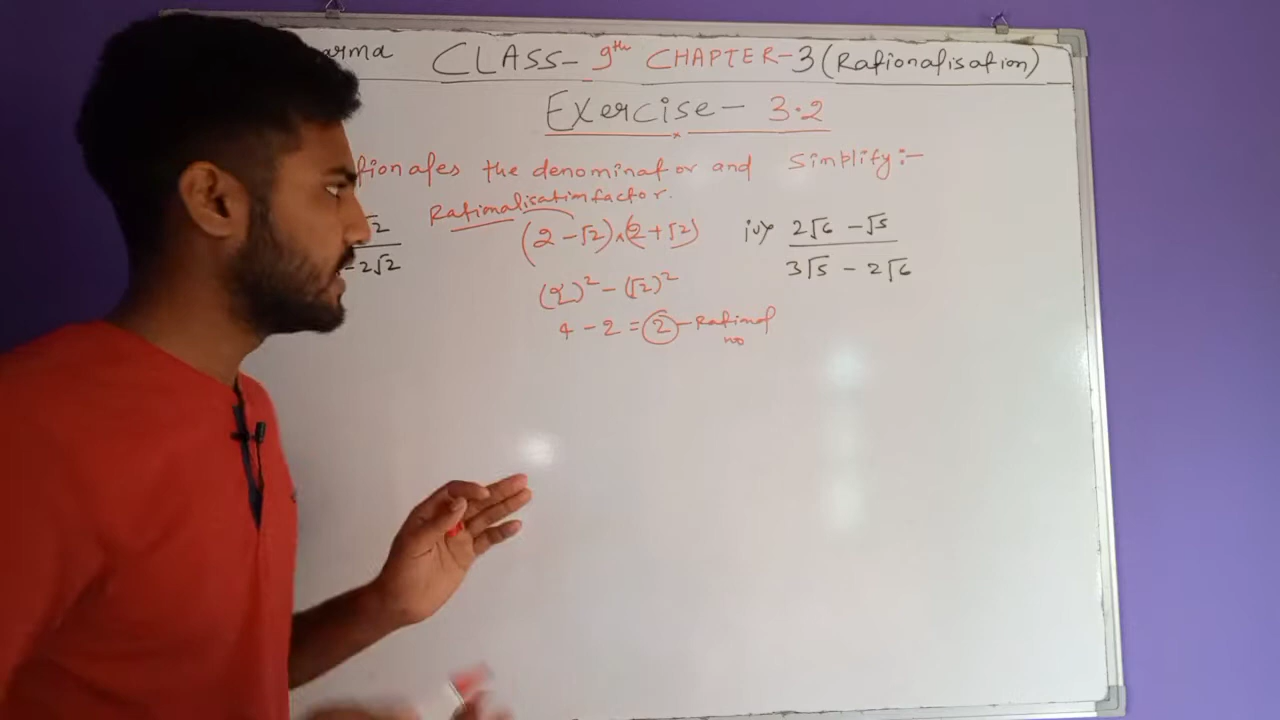 arma CLASS- 9th CHAPTER-3 (Rationalisation)
Exercise- 3.2
tionales the denominator and Simplify:-
Rationalisation factor.
√2 / -2√2
(2-√2)×(2+√2)
(2)² - (√2)²
4 - 2 = 2 - Rational no
iv) 2√6 - √5 / 3√5 - 2√6